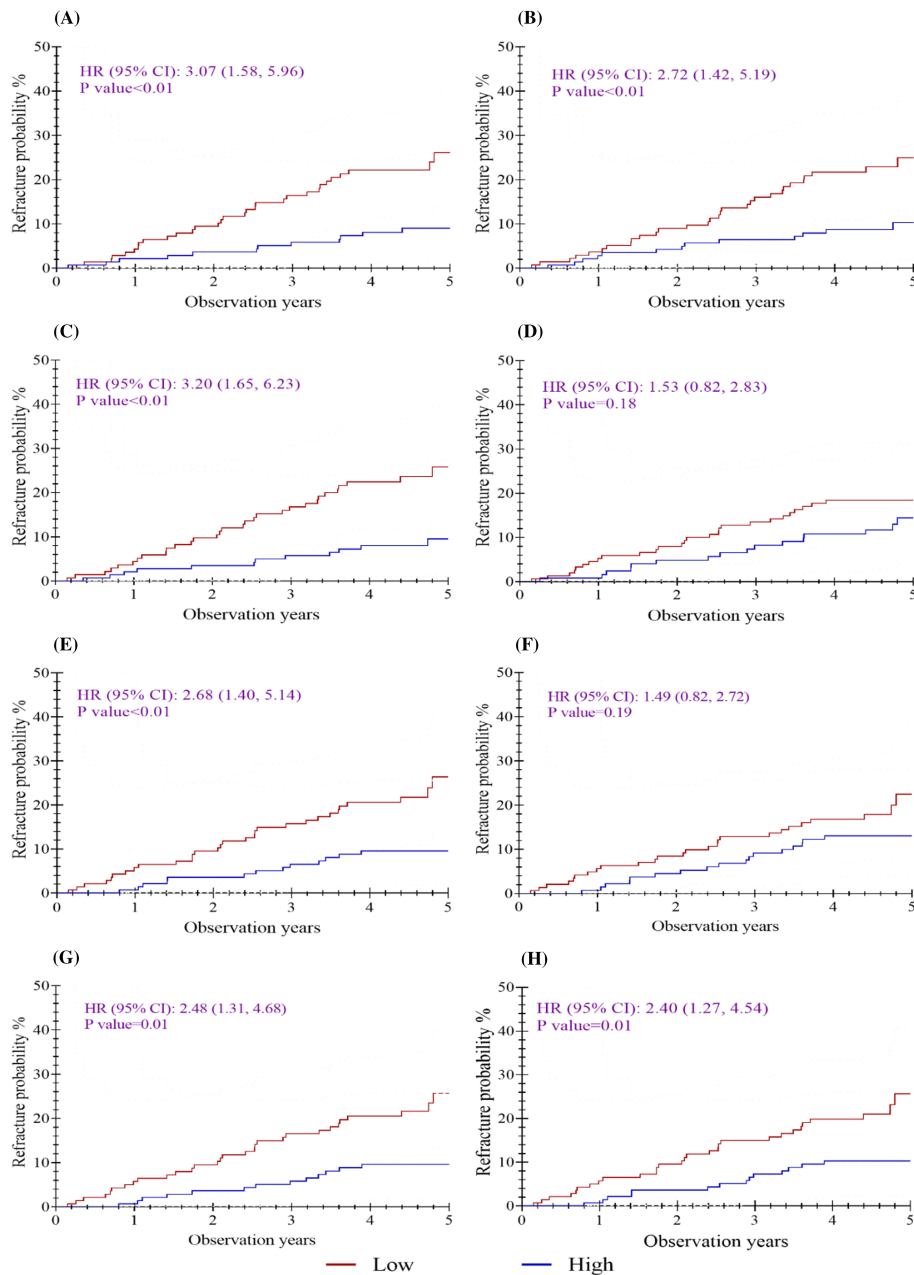 (A)
(B)
Refracture probability %
50
40
30
20
10
0
HR (95% CI): 3.07 (1.58, 5.96)
P value<0.01
0 1 2 3 4 5
Observation years
Refracture probability %
50
40
30
20
10
0
HR (95% CI): 2.72 (1.42, 5.19)
P value<0.01
0 1 2 3 4 5
Observation years
(C)
(D)
Refracture probability %
50
40
30
20
10
0
HR (95% CI): 3.20 (1.65, 6.23)
P value<0.01
0 1 2 3 4 5
Observation years
Refracture probability %
50
40
30
20
10
0
HR (95% CI): 1.53 (0.82, 2.83)
P value=0.18
0 1 2 3 4 5
Observation years
(E)
(F)
Refracture probability %
50
40
30
20
10
0
HR (95% CI): 2.68 (1.40, 5.14)
P value<0.01
0 1 2 3 4 5
Observation years
Refracture probability %
50
40
30
20
10
0
HR (95% CI): 1.49 (0.82, 2.72)
P value=0.19
0 1 2 3 4 5
Observation years
(G)
(H)
Refracture probability %
50
40
30
20
10
0
HR (95% CI): 2.48 (1.31, 4.68)
P value=0.01
0 1 2 3 4 5
Observation years
Refracture probability %
50
40
30
20
10
0
HR (95% CI): 2.40 (1.27, 4.54)
P value=0.01
0 1 2 3 4 5
Observation years
Low
High